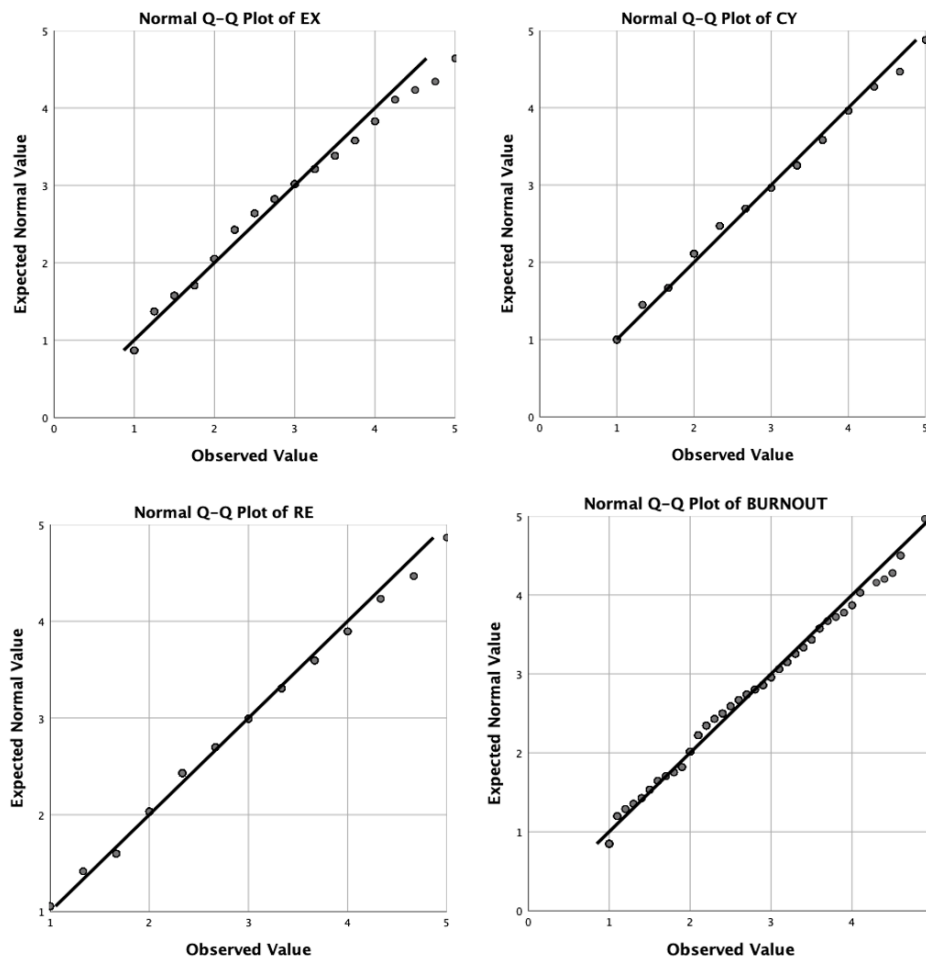 Normal Q-Q Plot of EX
5
4
3
2
1
0
0 1 2 3 4 5
Expected Normal Value
Observed Value
Normal Q-Q Plot of CY
5
4
3
2
1
0
0 1 2 3 4 5
Expected Normal Value
Observed Value
Normal Q-Q Plot of RE
5
4
3
2
1
1 2 3 4 5
Expected Normal Value
Observed Value
Normal Q-Q Plot of BURNOUT
5
4
3
2
1
0
0 1 2 3 4
Expected Normal Value
Observed Value